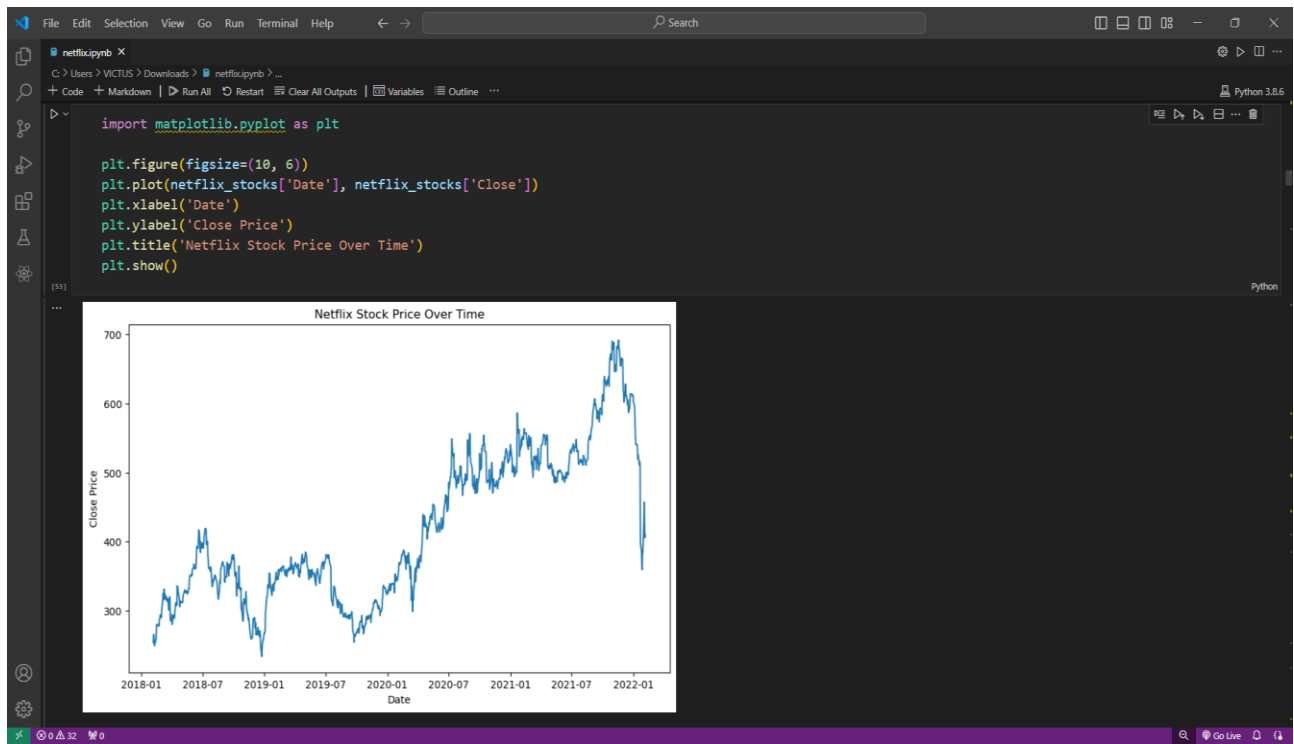 File Edit Selection View Go Run Terminal Help Search
netflix.ipynb
C: > Users > VICTUS > Downloads > netflix.ipynb > ...
+ Code + Markdown | Run All Restart Clear All Outputs | Variables Outline ... Python 3.8.6
import matplotlib.pyplot as plt
plt.figure(figsize=(10, 6))
plt.plot(netflix_stocks['Date'], netflix_stocks['Close'])
plt.xlabel('Date')
plt.ylabel('Close Price')
plt.title('Netflix Stock Price Over Time')
plt.show()
[53] Python
...
Netflix Stock Price Over Time
700
600
500
400
300
Close Price
2018-01 2018-07 2019-01 2019-07 2020-01 2020-07 2021-01 2021-07 2022-01
Date
0 32 0 Go Live